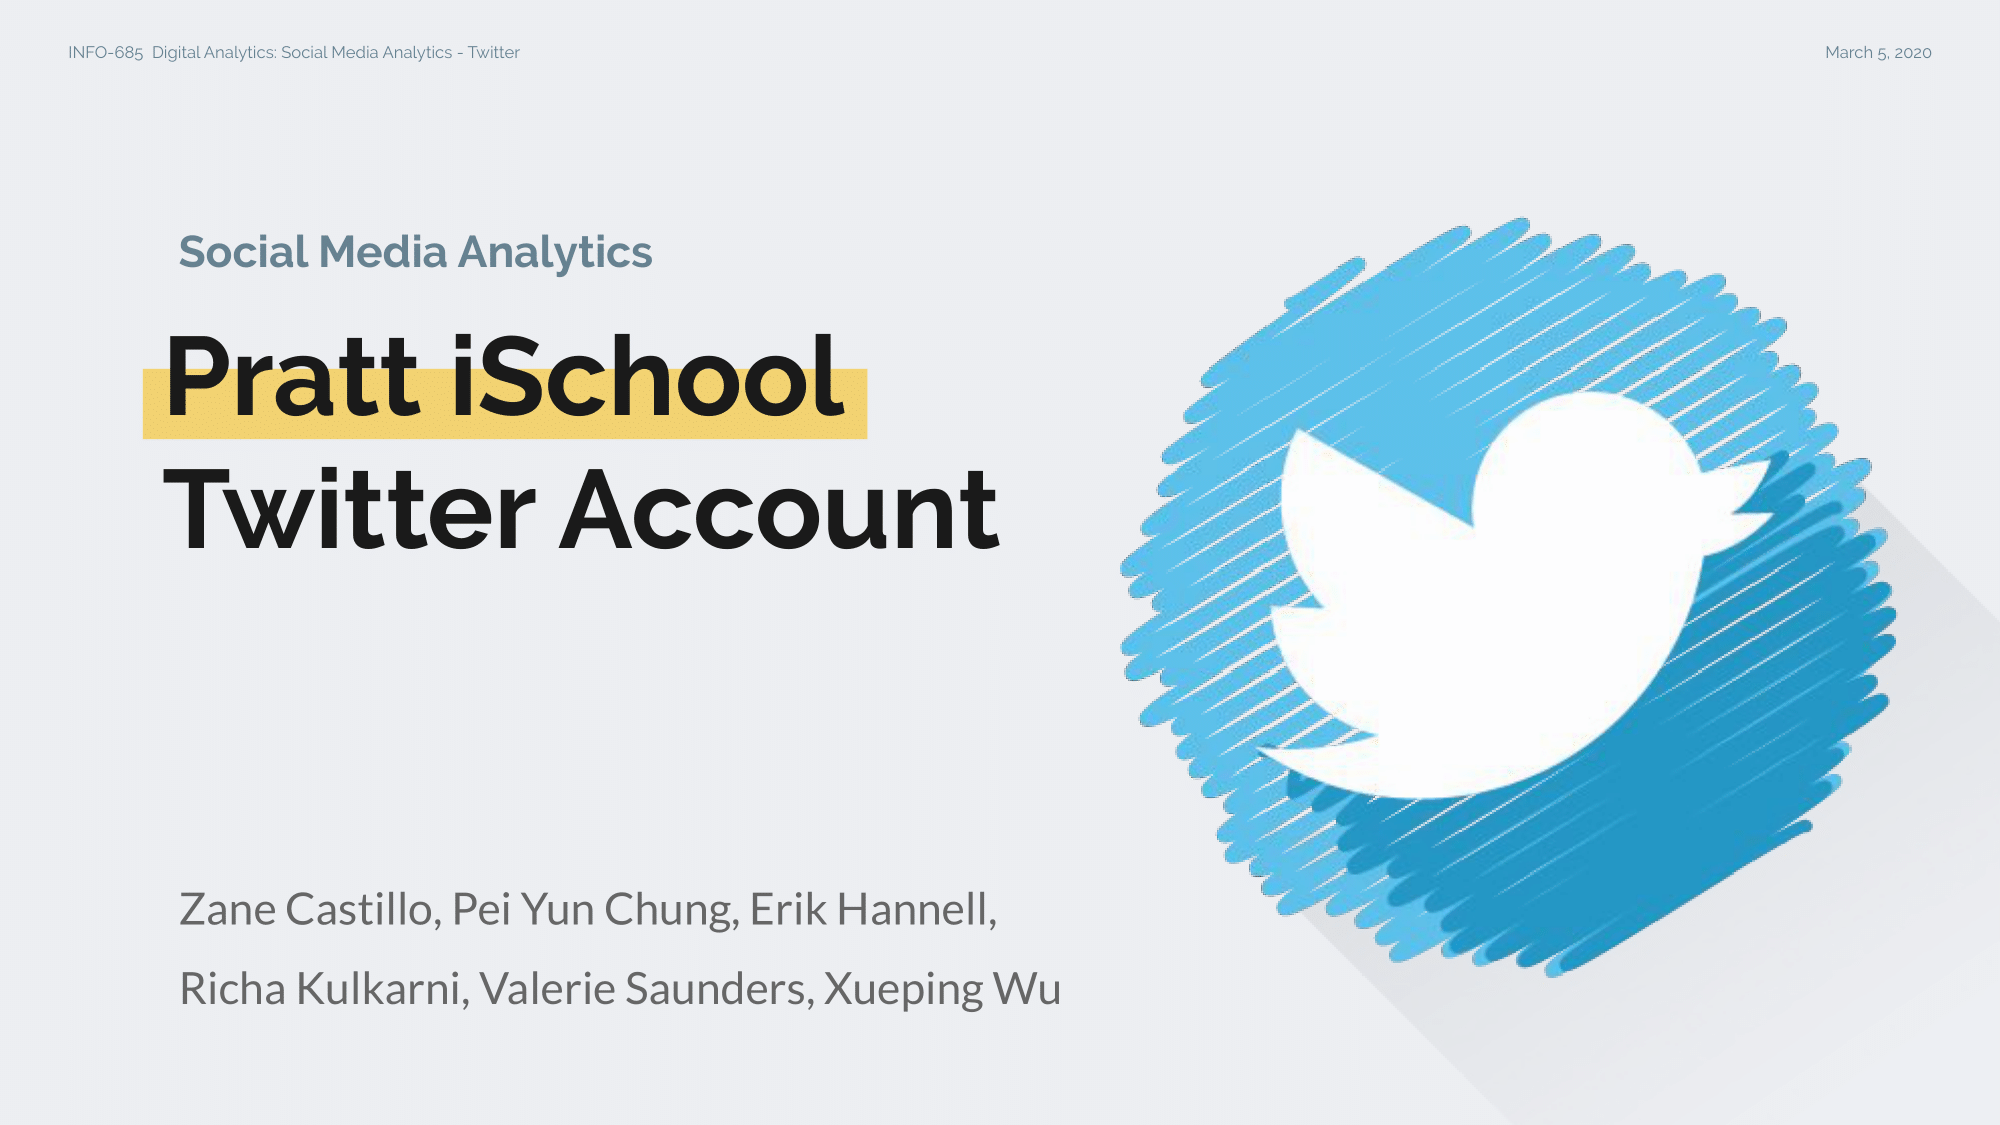 INFO-685 Digital Analytics: Social Media Analytics - Twitter
March 5, 2020
Social Media Analytics
Pratt iSchool
Twitter Account
Zane Castillo, Pei Yun Chung, Erik Hannell,
Richa Kulkarni, Valerie Saunders, Xueping Wu